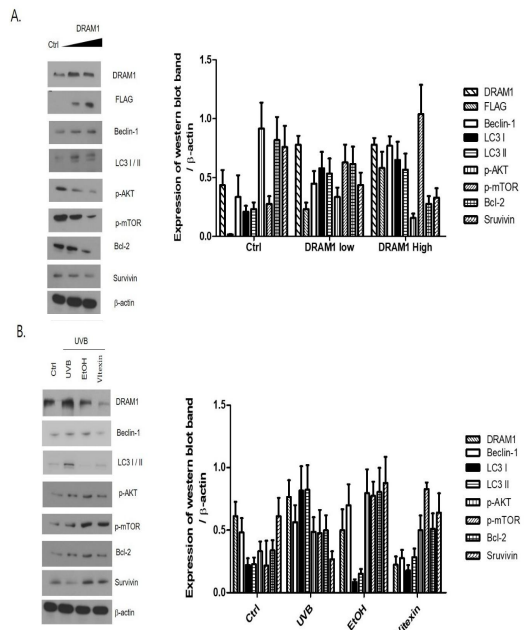 A.
DRAM1
Ctrl
DRAM1
FLAG
Beclin-1
LC3 I / II
p-AKT
p-mTOR
Bcl-2
Survivin
β-actin
Expression of western blot band
/ β-actin
1.5
1.0
0.5
0.0
Ctrl
DRAM1 low
DRAM1 High
DRAM1
FLAG
Beclin-1
LC3 I
LC3 II
p-AKT
p-mTOR
Bcl-2
Sruvivin
B.
UVB
Ctrl
UVB
EtOH
Vitexin
DRAM1
Beclin-1
LC3 I / II
p-AKT
p-mTOR
Bcl-2
Survivin
β-actin
Expression of western blot band
/ β-actin
1.5
1.0
0.5
0.0
Ctrl
UVB
EtOH
Vitexin
DRAM1
Beclin-1
LC3 I
LC3 II
p-AKT
p-mTOR
Bcl-2
Sruvivin